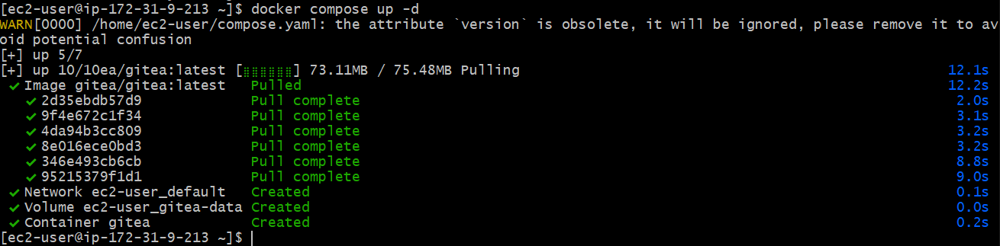 [ec2-user@ip-172-31-9-213 ~]$ docker compose up -d
WARN[0000] /home/ec2-user/compose.yaml: the attribute `version` is obsolete, it will be ignored, please remove it to av
oid potential confusion
[+] up 5/7
[+] up 10/10ea/gitea:latest [⣿⣿⣿⣿⣿⣿] 73.11MB / 75.48MB Pulling 12.1s
✓ Image gitea/gitea:latest Pulled 12.2s
✓ 2d35ebdb57d9 Pull complete 2.0s
✓ 9f4e672c1f34 Pull complete 3.1s
✓ 4da94b3cc809 Pull complete 3.2s
✓ 8e016ece0bd3 Pull complete 3.2s
✓ 346e493cb6cb Pull complete 8.8s
✓ 95215379f1d1 Pull complete 9.0s
✓ Network ec2-user_default Created 0.1s
✓ Volume ec2-user_gitea-data Created 0.0s
✓ Container gitea Created 0.2s
[ec2-user@ip-172-31-9-213 ~]$